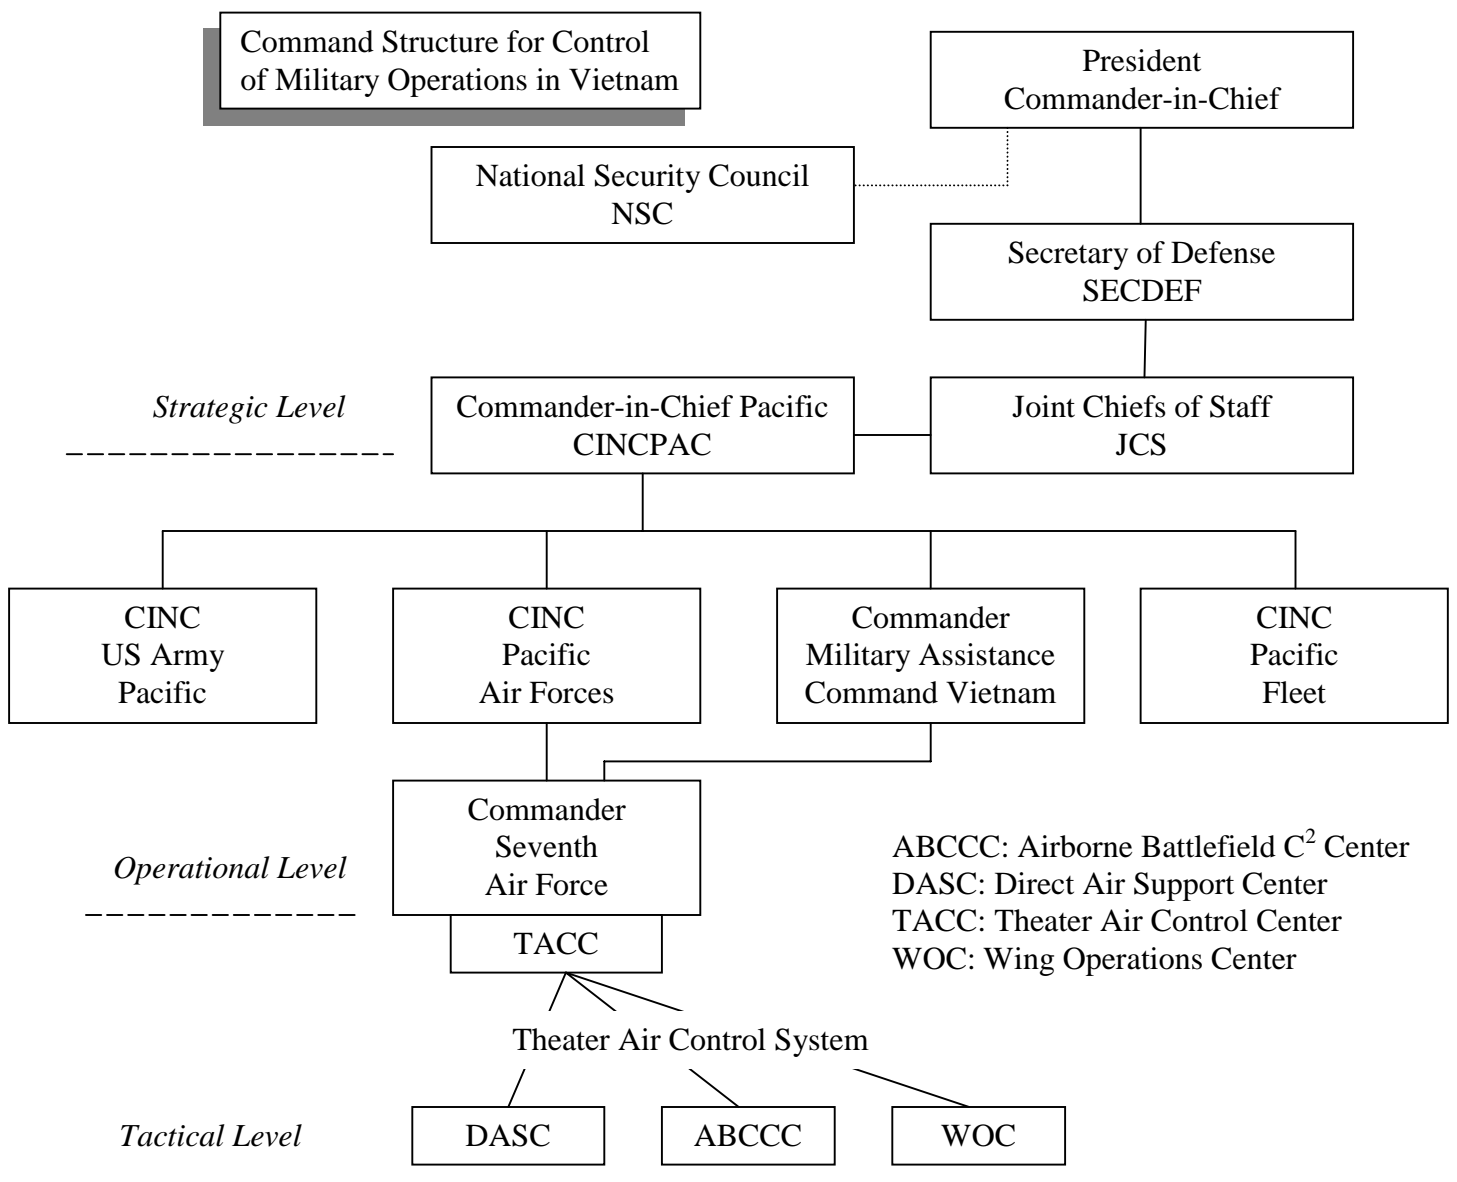 Command Structure for Control
of Military Operations in Vietnam
President
Commander-in-Chief
National Security Council
NSC
Secretary of Defense
SECDEF
Strategic Level
Commander-in-Chief Pacific
CINCPAC
Joint Chiefs of Staff
JCS
CINC
US Army
Pacific
CINC
Pacific
Air Forces
Commander
Military Assistance
Command Vietnam
CINC
Pacific
Fleet
Commander
Seventh
Air Force
Operational Level
TACC
ABCCC: Airborne Battlefield C² Center
DASC: Direct Air Support Center
TACC: Theater Air Control Center
WOC: Wing Operations Center
Theater Air Control System
Tactical Level
DASC
ABCCC
WOC